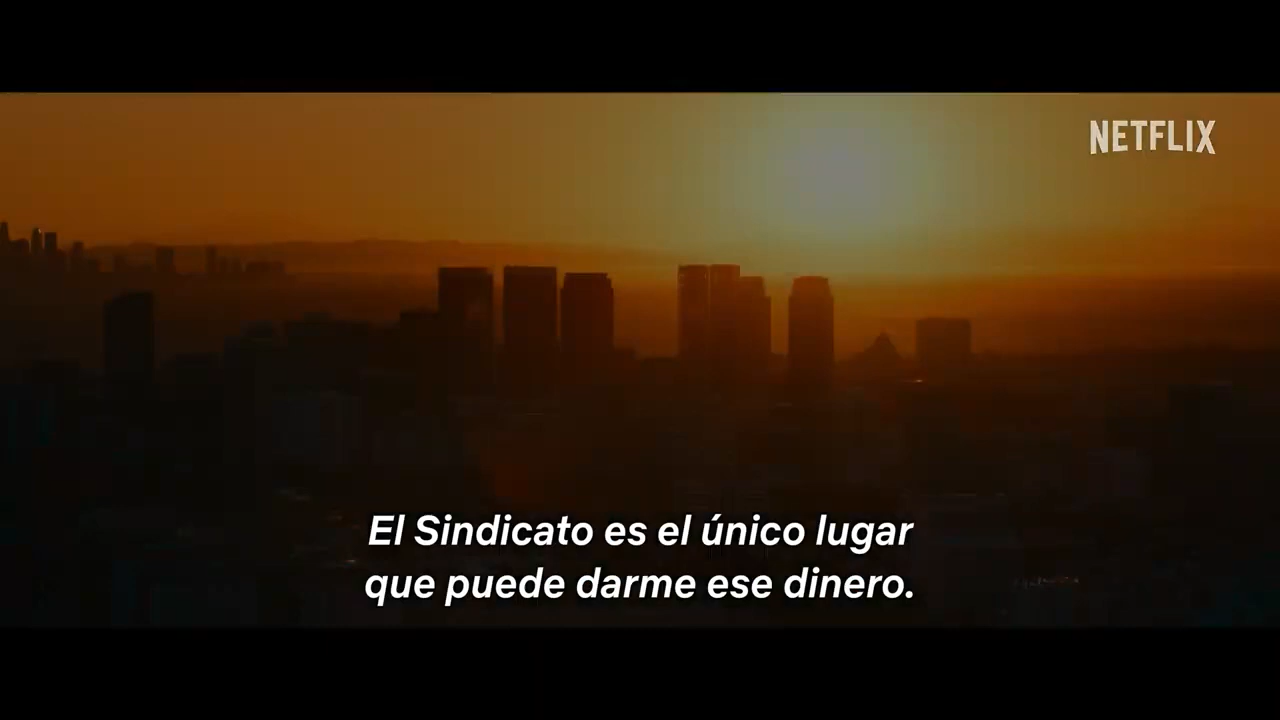 NETFLIX
El Sindicato es el único lugar
que puede darme ese dinero.